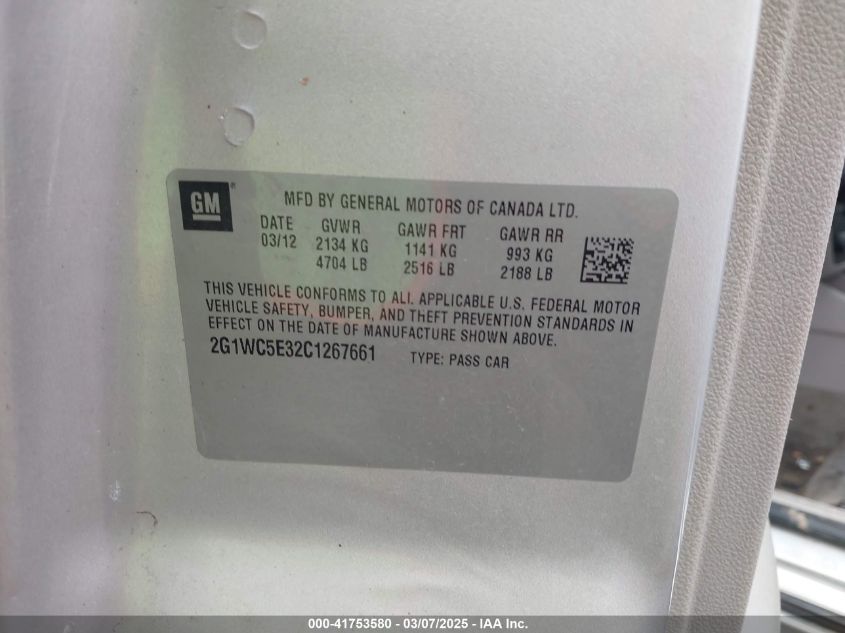 GM
MFD BY GENERAL MOTORS OF CANADA LTD.
DATE GVWR GAWR FRT GAWR RR
03/12 2134 KG 1141 KG 993 KG
4704 LB 2516 LB 2188 LB
THIS VEHICLE CONFORMS TO ALL APPLICABLE U.S. FEDERAL MOTOR
VEHICLE SAFETY, BUMPER, AND THEFT PREVENTION STANDARDS IN
EFFECT ON THE DATE OF MANUFACTURE SHOWN ABOVE.
2G1WC5E32C1267661 TYPE: PASS CAR
000-41753580 - 03/07/2025 - IAA Inc.